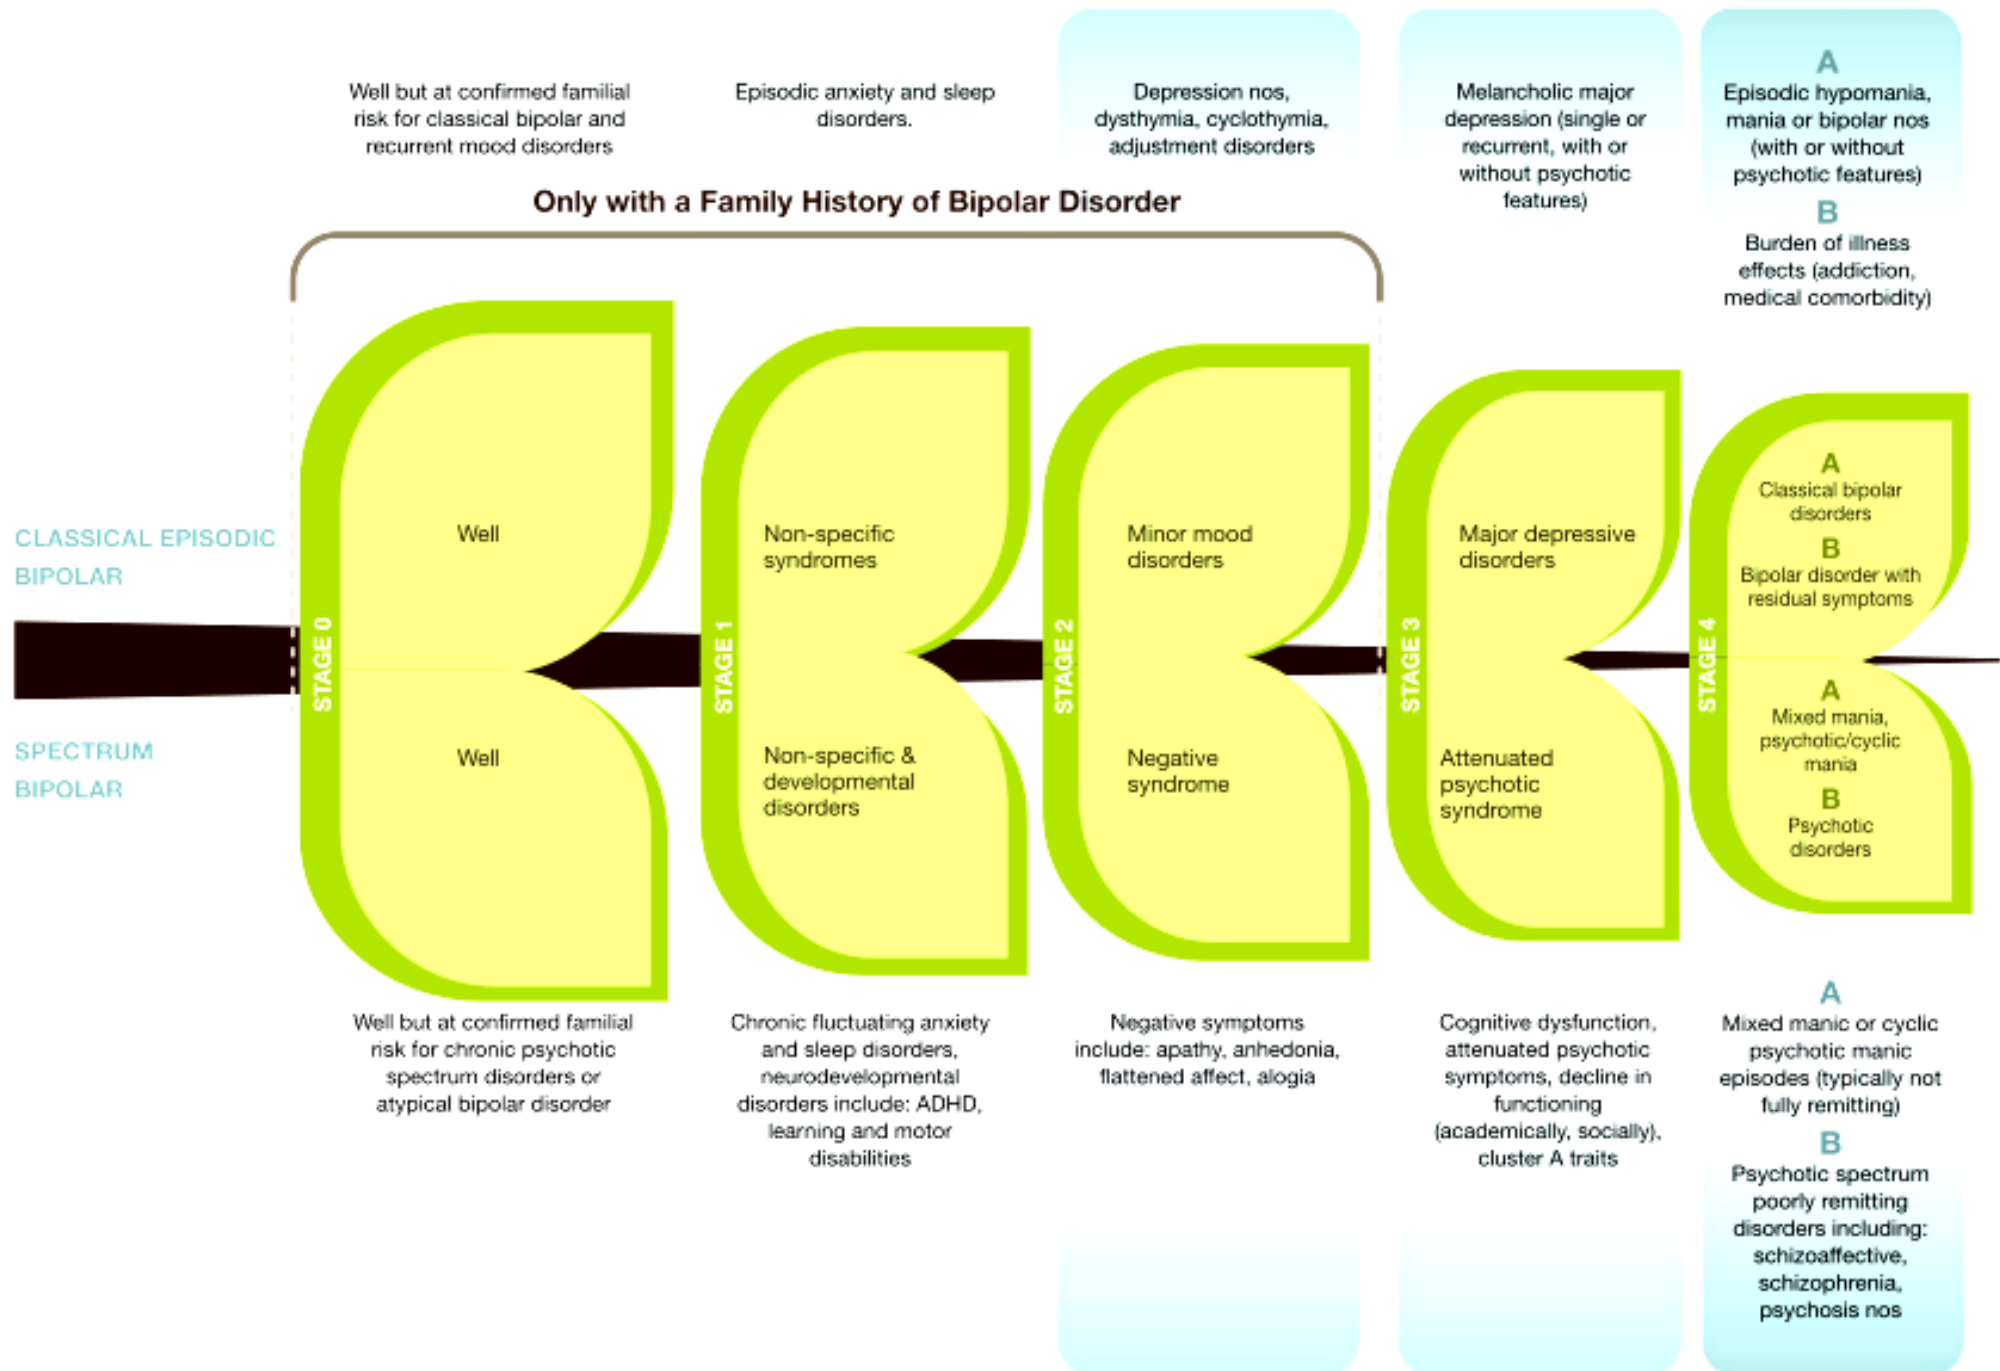 Well but at confirmed familial
risk for classical bipolar and
recurrent mood disorders
Episodic anxiety and sleep
disorders.
Depression nos,
dysthymia, cyclothymia,
adjustment disorders
Melancholic major
depression (single or
recurrent, with or
without psychotic
features)
A
Episodic hypomania,
mania or bipolar nos
(with or without
psychotic features)
B
Burden of illness
effects (addiction,
medical comorbidity)
Only with a Family History of Bipolar Disorder
CLASSICAL EPISODIC
BIPOLAR
STAGE 0
Well
STAGE 1
Non-specific
syndromes
STAGE 2
Minor mood
disorders
STAGE 3
Major depressive
disorders
STAGE 4
A
Classical bipolar
disorders
B
Bipolar disorder with
residual symptoms
SPECTRUM
BIPOLAR
Well
Non-specific &
developmental
disorders
Negative
syndrome
Attenuated
psychotic
syndrome
A
Mixed mania,
psychotic/cyclic
mania
B
Psychotic
disorders
Well but at confirmed familial
risk for chronic psychotic
spectrum disorders or
atypical bipolar disorder
Chronic fluctuating anxiety
and sleep disorders,
neurodevelopmental
disorders include: ADHD,
learning and motor
disabilities
Negative symptoms
include: apathy, anhedonia,
flattened affect, alogia
Cognitive dysfunction,
attenuated psychotic
symptoms, decline in
functioning
(academically, socially),
cluster A traits
A
Mixed manic or cyclic
psychotic manic
episodes (typically not
fully remitting)
B
Psychotic spectrum
poorly remitting
disorders including:
schizoaffective,
schizophrenia,
psychosis nos